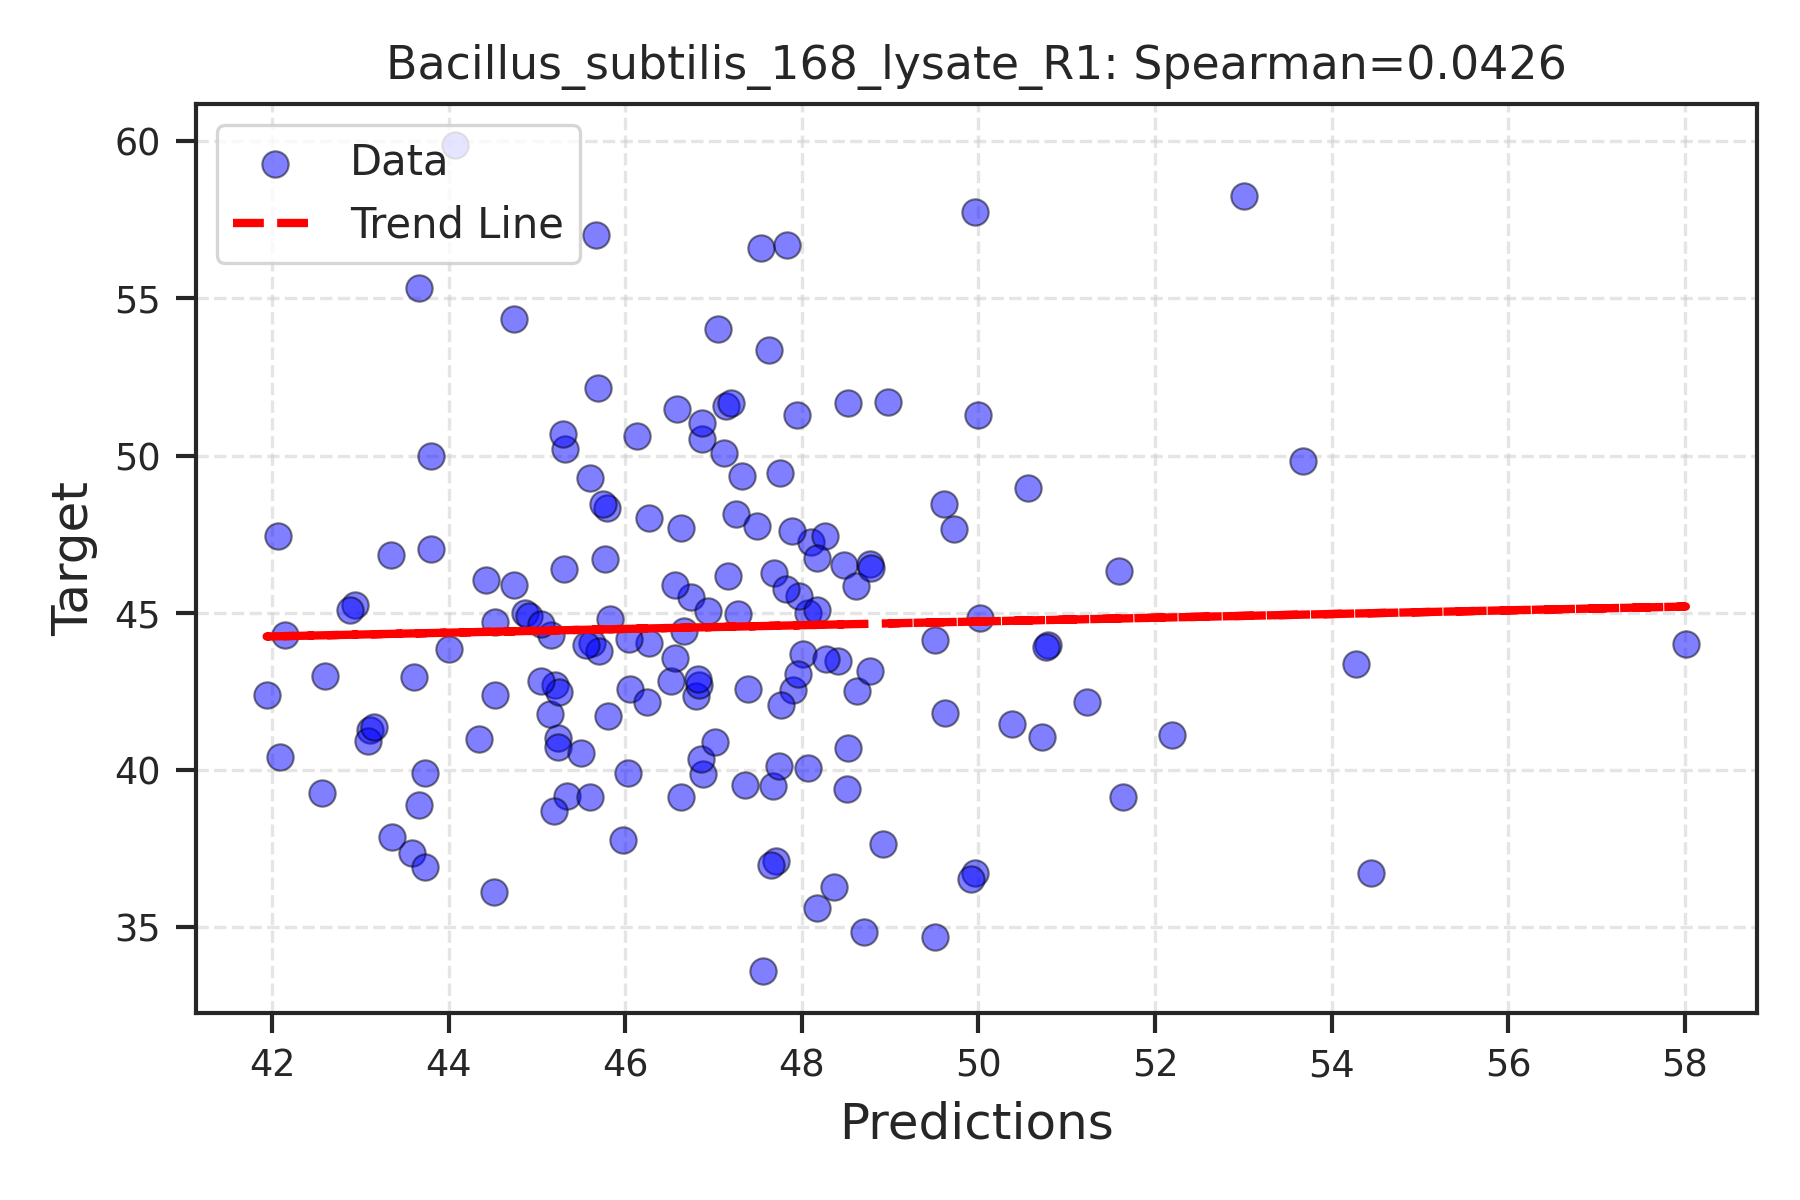 Bacillus_subtilis_168_lysate_R1: Spearman=0.0426
Data
Trend Line
Target
60
55
50
45
40
35
42 44 46 48 50 52 54 56 58
Predictions